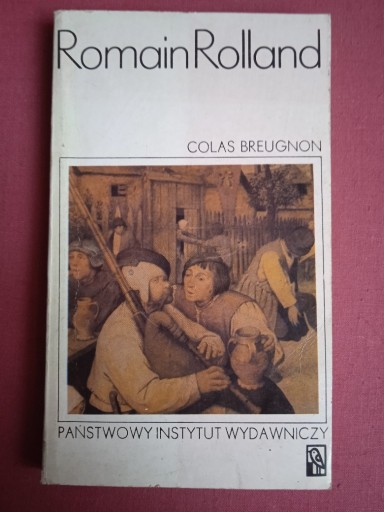 Romain Rolland
COLAS BREUGNON
PAŃSTWOWY INSTYTUT WYDAWNICZY